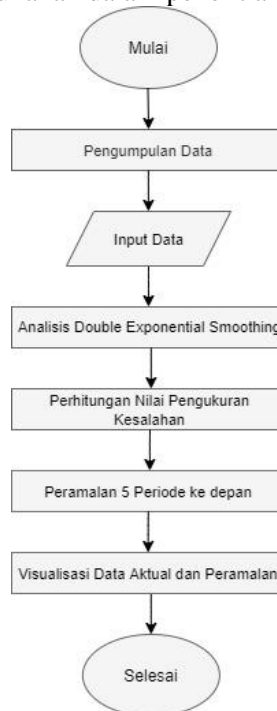 Mulai
Pengumpulan Data
Input Data
Analisis Double Exponential Smoothing
Perhitungan Nilai Pengukuran
Kesalahan
Peramalan 5 Periode ke depan
Visualisasi Data Aktual dan Peramalan
Selesai